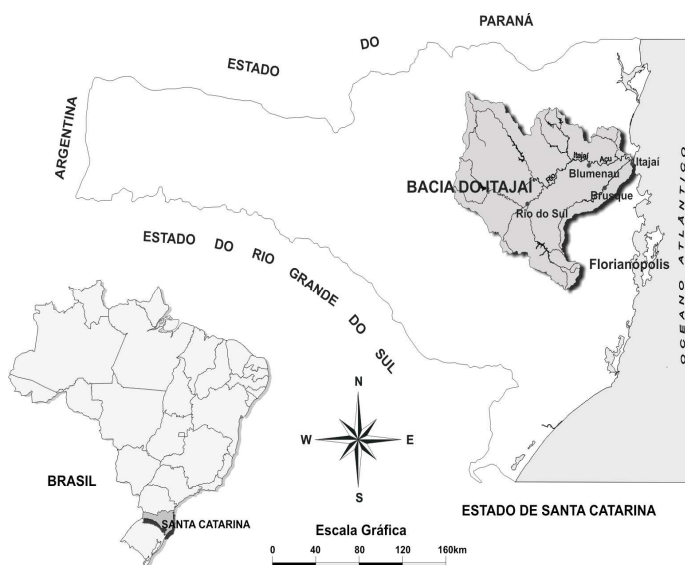 PARANÁ
DO
ESTADO
ARGENTINA
BACIA DO ITAJAÍ
Itajaí
Açu
Rio
Itajaí
Blumenau
Brusque
Rio do Sul
Florianópolis
OCEANO ATLÂNTICO
ESTADO DO RIO GRANDE DO SUL
N
W
E
S
BRASIL
SANTA CATARINA
ESTADO DE SANTA CATARINA
Escala Gráfica
0 40 80 120 160km